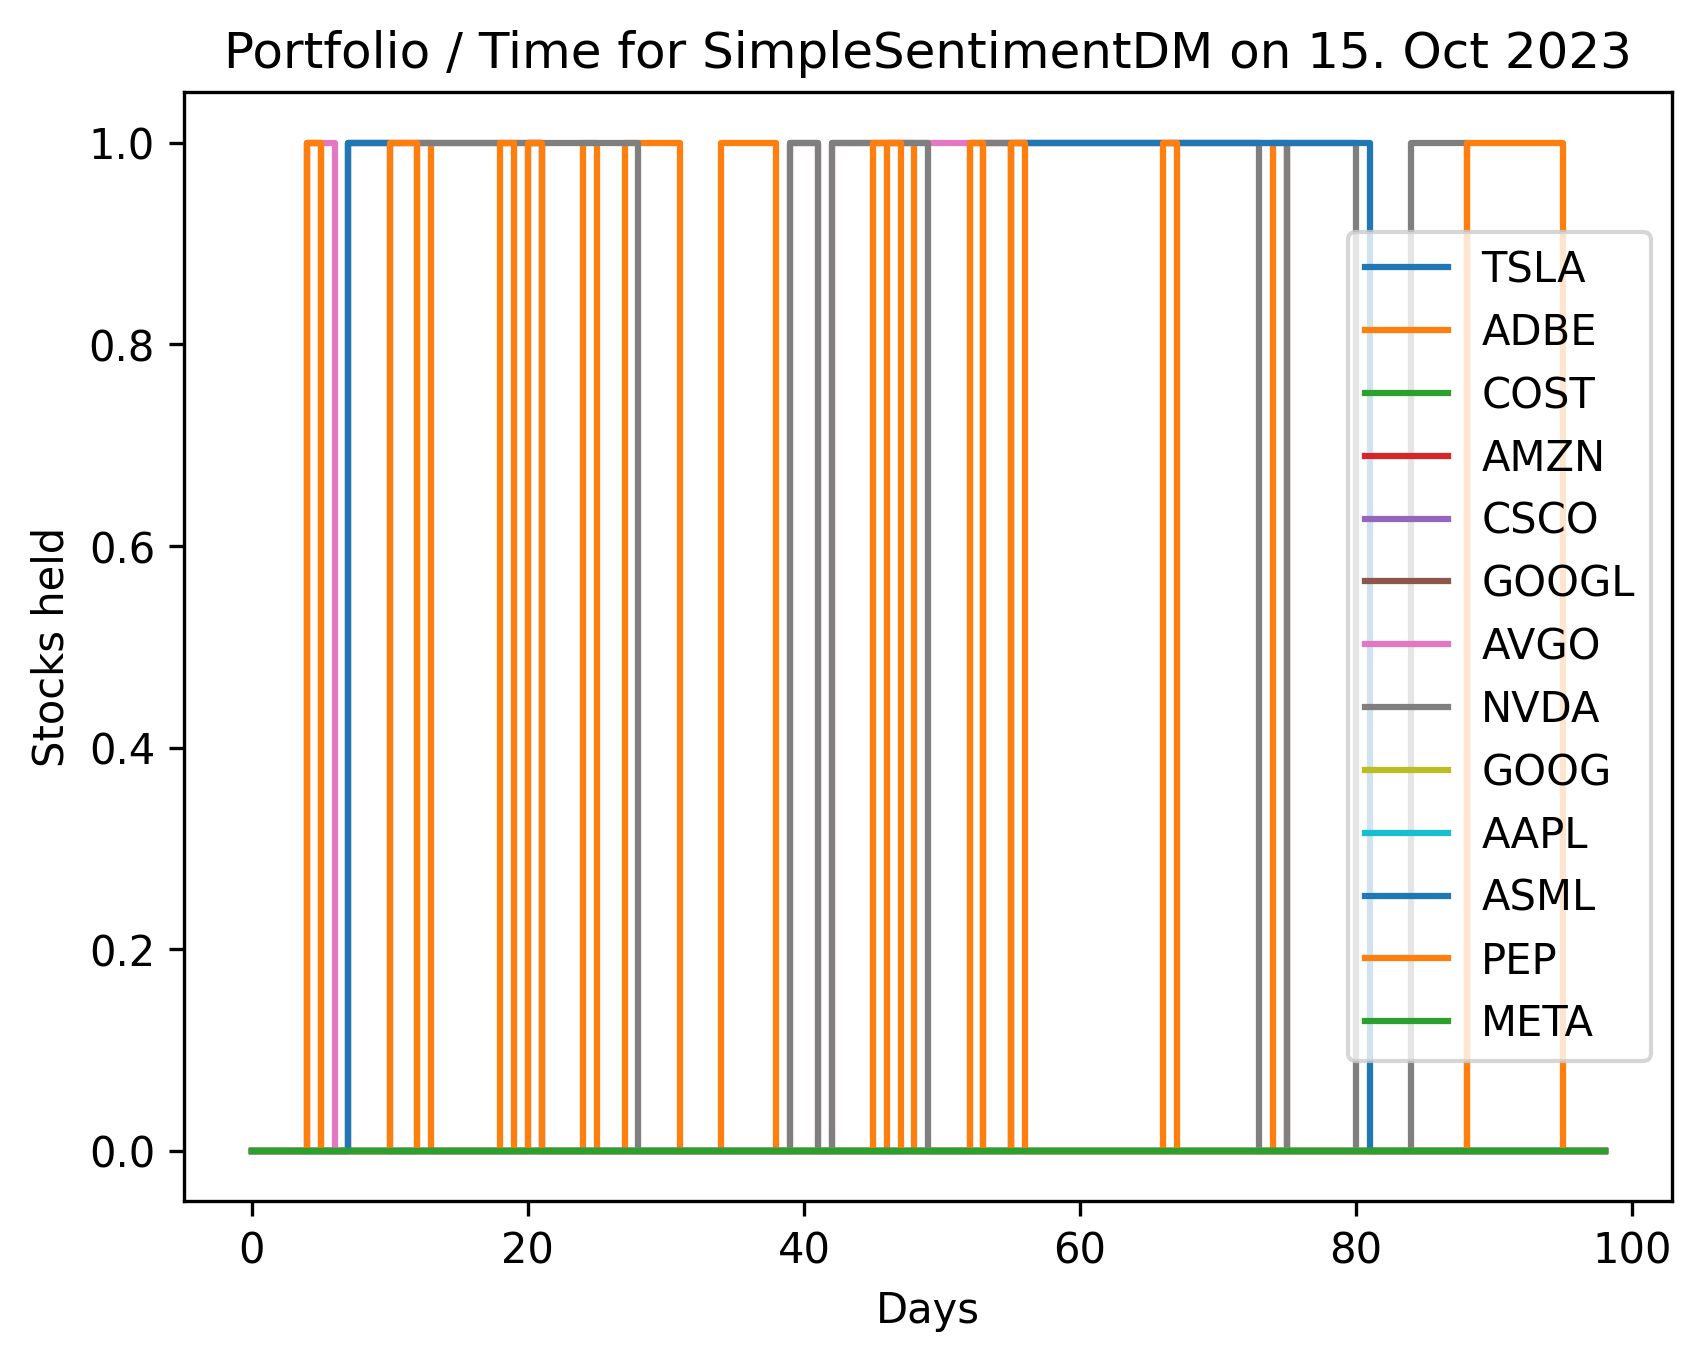 Portfolio / Time for SimpleSentimentDM on 15. Oct 2023
1.0
0.8
0.6
0.4
0.2
0.0
Stocks held
TSLA
ADBE
COST
AMZN
CSCO
GOOGL
AVGO
NVDA
GOOG
AAPL
ASML
PEP
META
0 20 40 60 80 100
Days